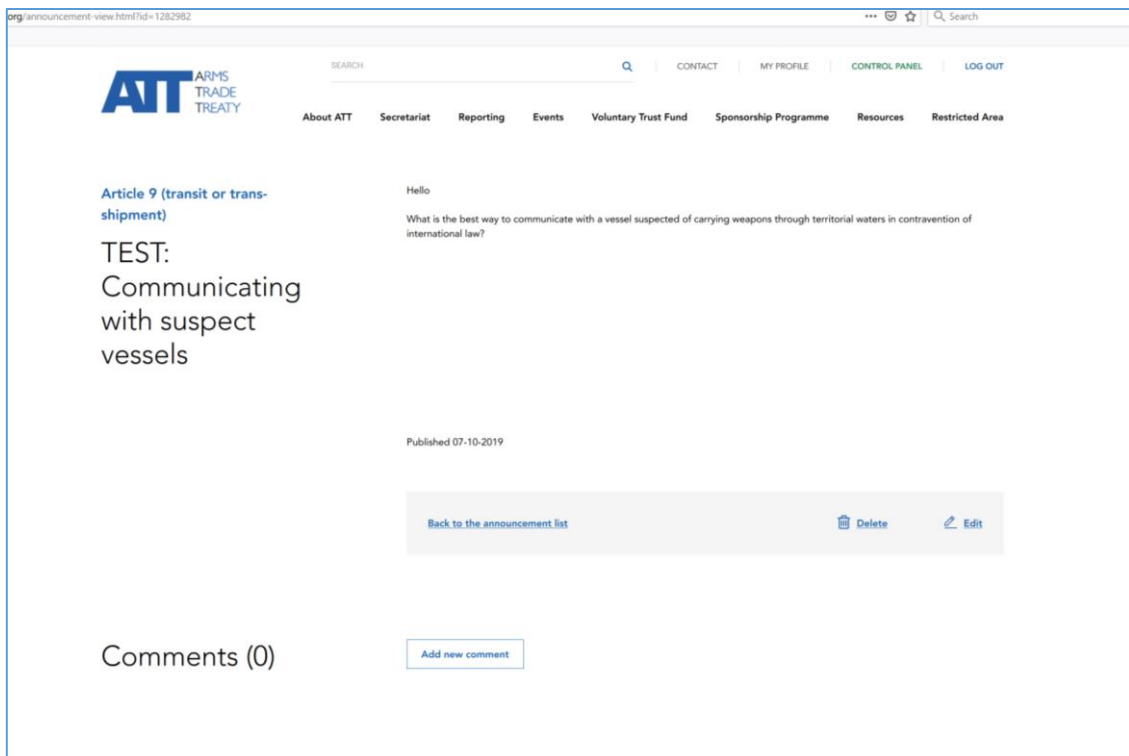 org/announcement-view.html?id=1282982
Search
SEARCH
CONTACT
MY PROFILE
CONTROL PANEL
LOG OUT
ATT
ARMS
TRADE
TREATY
About ATT
Secretariat
Reporting
Events
Voluntary Trust Fund
Sponsorship Programme
Resources
Restricted Area
Article 9 (transit or trans-
shipment)
TEST:
Communicating
with suspect
vessels
Hello
What is the best way to communicate with a vessel suspected of carrying weapons through territorial waters in contravention of
international law?
Published 07-10-2019
Back to the announcement list
Delete
Edit
Comments (0)
Add new comment